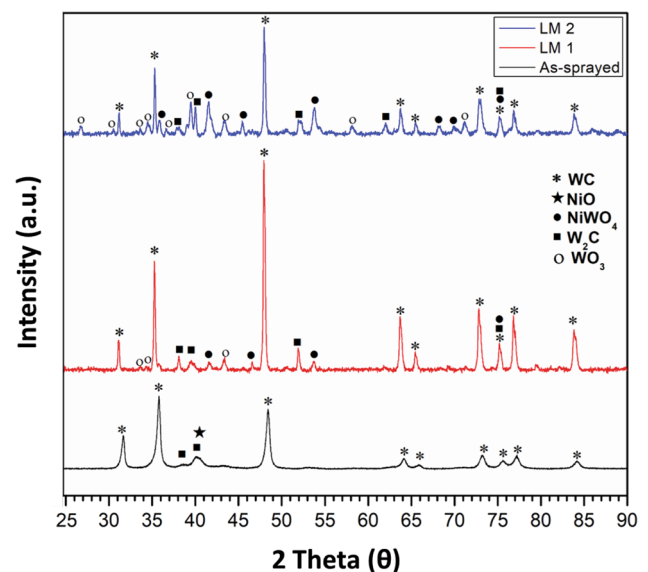 LM 2
LM 1
As-sprayed
* WC
★ NiO
● NiWO₄
■ W₂C
○ WO₃
Intensity (a.u.)
25 30 35 40 45 50 55 60 65 70 75 80 85 90
2 Theta (θ)